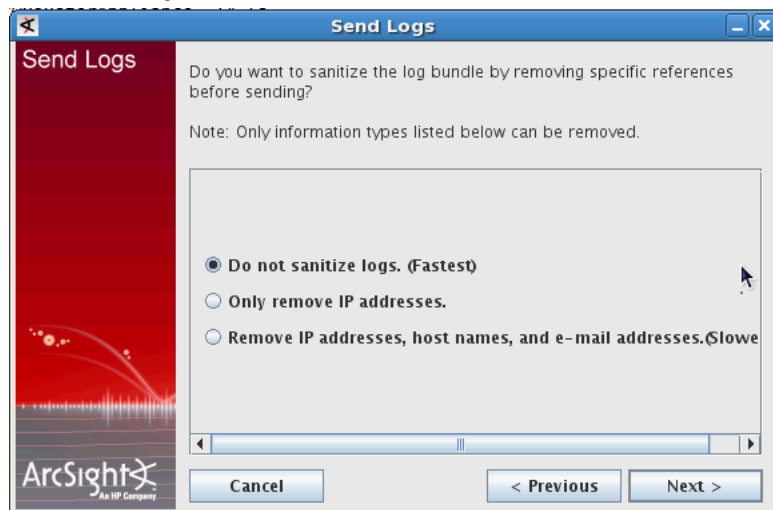 Send Logs
Send Logs
Do you want to sanitize the log bundle by removing specific references
before sending?
Note: Only information types listed below can be removed.
Do not sanitize logs. (Fastest)
Only remove IP addresses.
Remove IP addresses, host names, and e-mail addresses.(Slowe
ArcSight
An HP Company
Cancel
< Previous
Next >